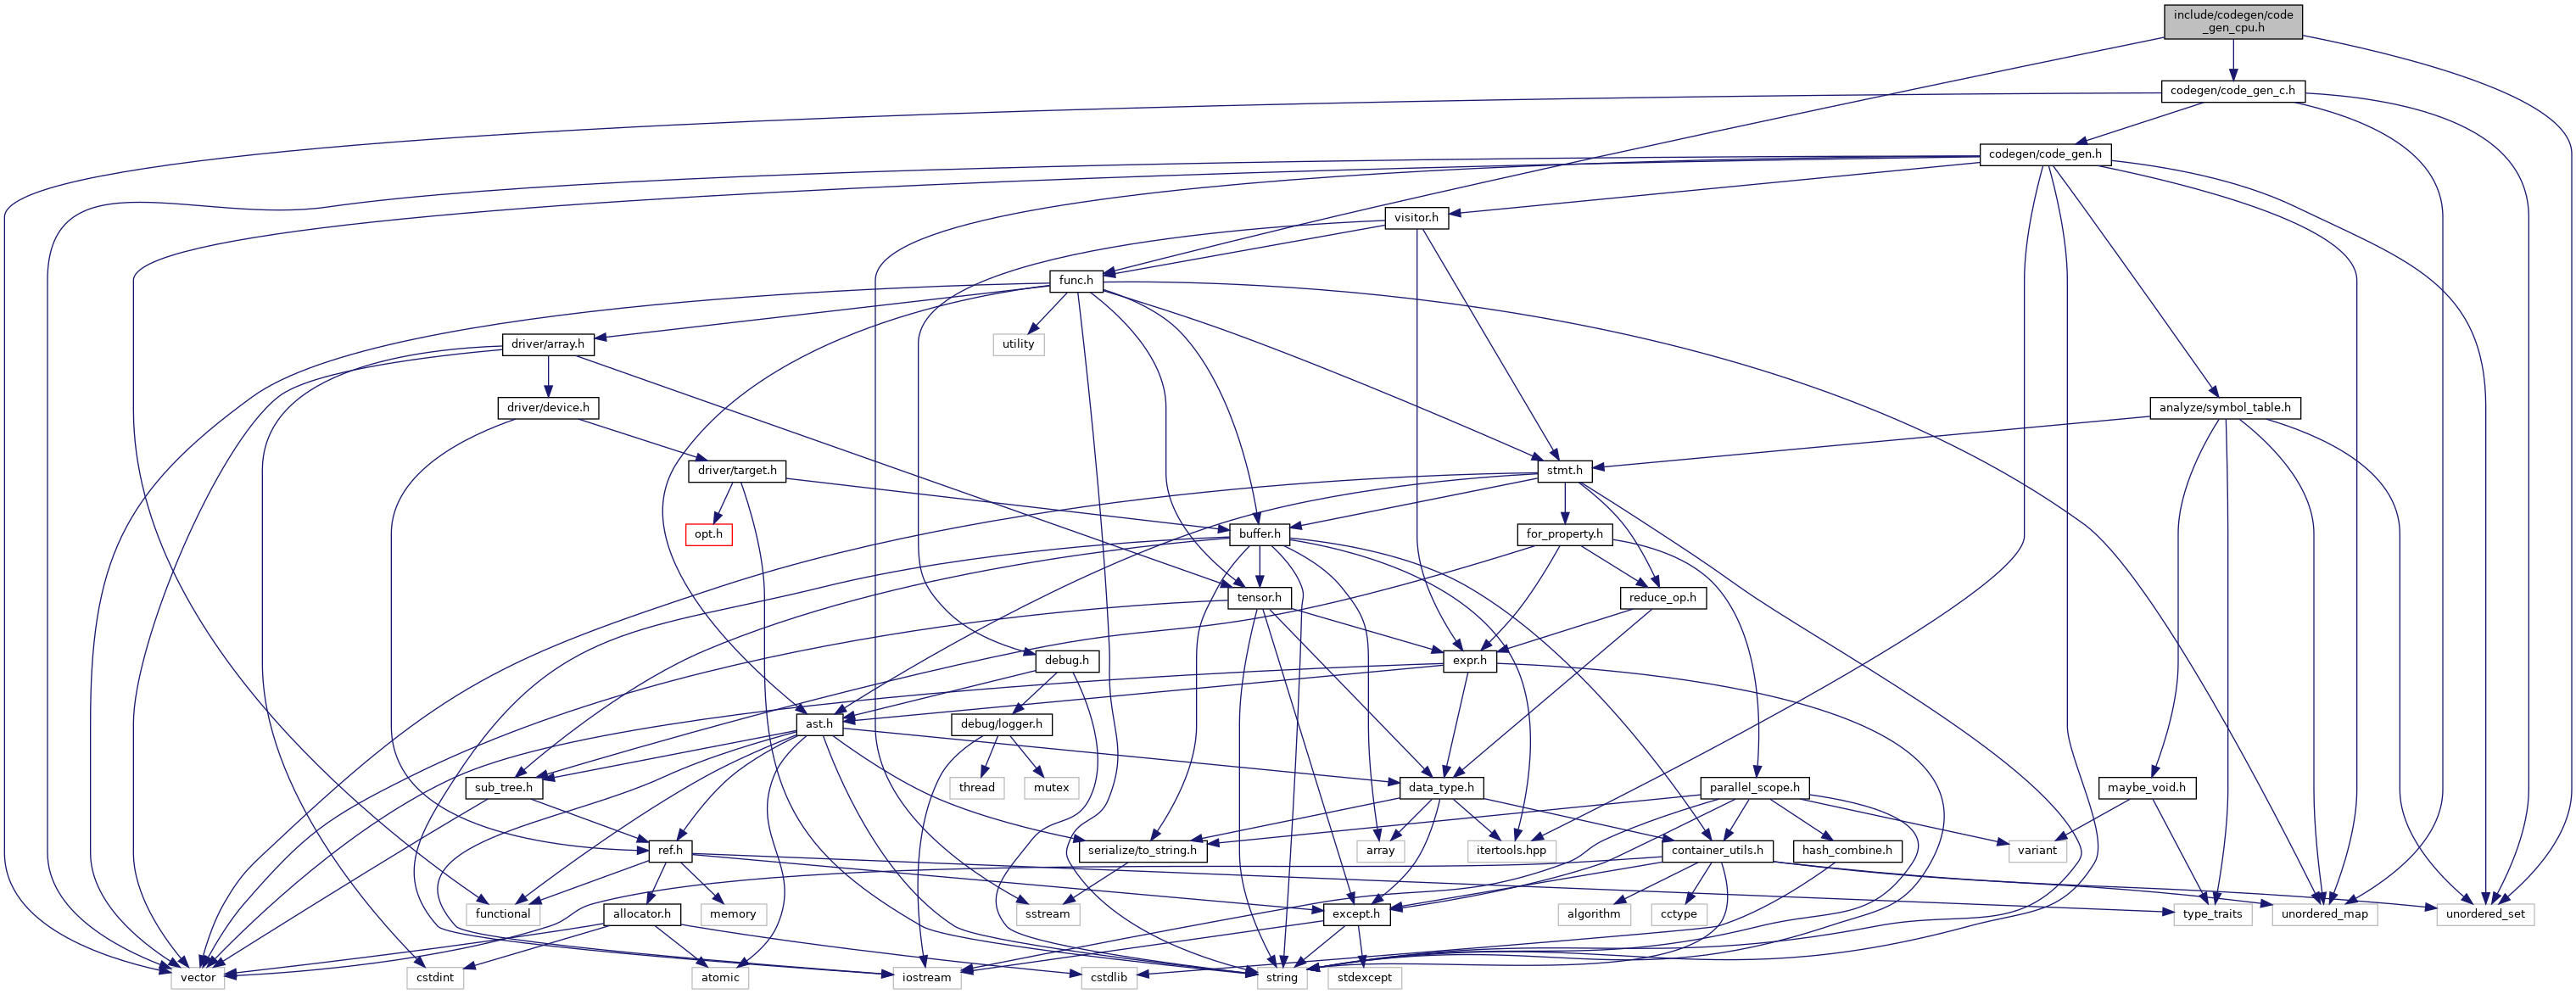 include/codegen/code
_gen_cpu.h
codegen/code_gen_c.h
codegen/code_gen.h
visitor.h
func.h
utility
driver/array.h
driver/device.h
analyze/symbol_table.h
driver/target.h
stmt.h
opt.h
buffer.h
for_property.h
tensor.h
reduce_op.h
debug.h
expr.h
ast.h
debug/logger.h
sub_tree.h
thread
mutex
data_type.h
parallel_scope.h
maybe_void.h
ref.h
serialize/to_string.h
array
itertools.hpp
container_utils.h
hash_combine.h
variant
functional
allocator.h
memory
sstream
except.h
algorithm
cctype
type_traits
unordered_map
unordered_set
vector
cstdint
atomic
iostream
cstdlib
string
stdexcept